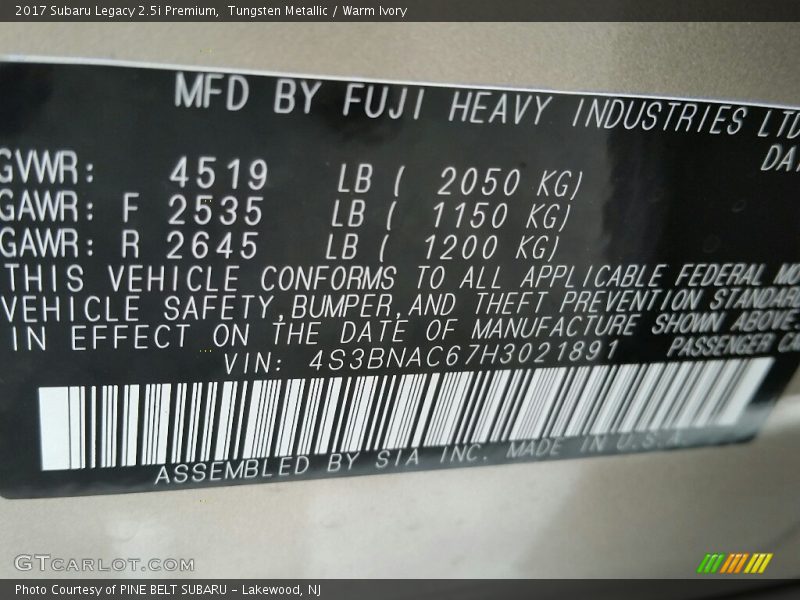 2017 Subaru Legacy 2.5i Premium, Tungsten Metallic / Warm Ivory
MFD BY FUJI HEAVY INDUSTRIES LTD
GVWR: 4519 LB ( 2050 KG)
GAWR: F 2535 LB ( 1150 KG)
GAWR: R 2645 LB ( 1200 KG)
THIS VEHICLE CONFORMS TO ALL APPLICABLE FEDERAL
VEHICLE SAFETY, BUMPER, AND THEFT PREVENTION STANDARD
IN EFFECT ON THE DATE OF MANUFACTURE SHOWN ABOVE.
VIN: 4S3BNAC67H3021891 PASSENGER
ASSEMBLED BY SIA INC. MADE IN U.S.A.
GTCarLot.com
Photo Courtesy of PINE BELT SUBARU - Lakewood, NJ